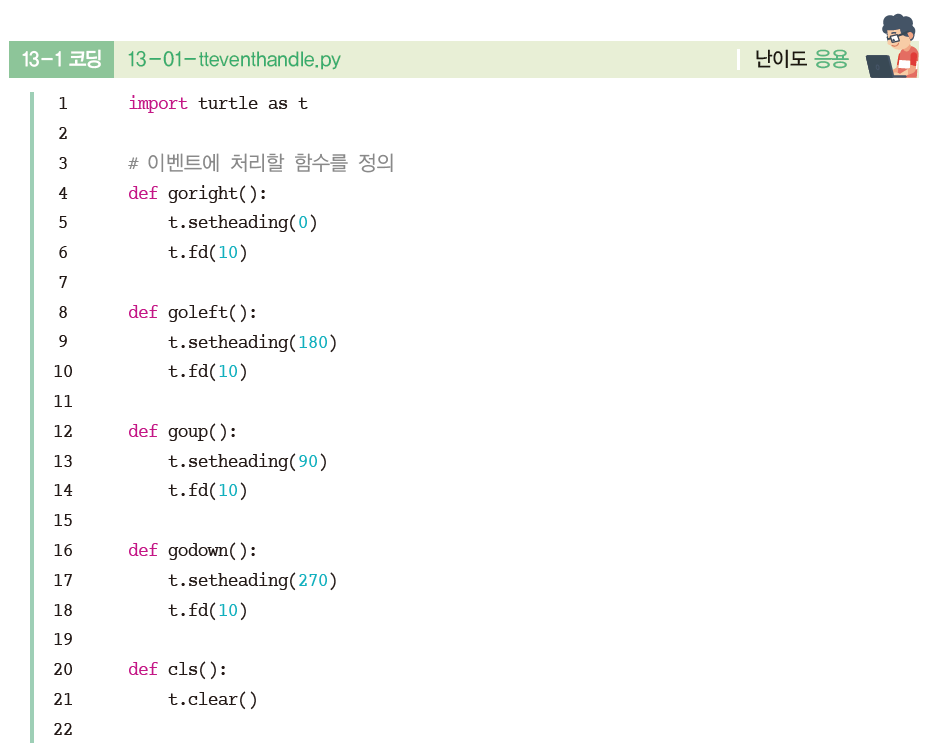 13-1 코딩 13-01-tteventhandle.py 난이도 응용
1 import turtle as t
2
3 # 이벤트에 처리할 함수를 정의
4 def goright():
5     t.setheading(0)
6     t.fd(10)
7
8 def goleft():
9     t.setheading(180)
10     t.fd(10)
11
12 def goup():
13     t.setheading(90)
14     t.fd(10)
15
16 def godown():
17     t.setheading(270)
18     t.fd(10)
19
20 def cls():
21     t.clear()
22